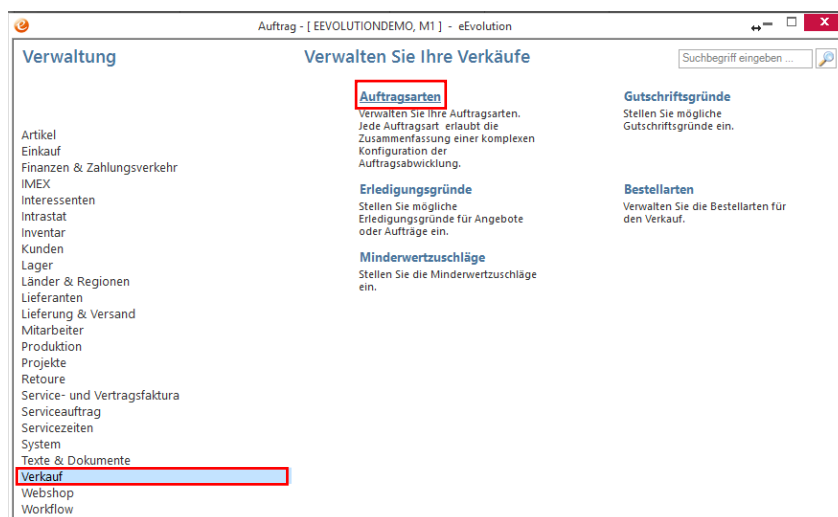 Auftrag - [ EEVOLUTIONDEMO, M1 ] - eEvolution
Verwaltung
Verwalten Sie Ihre Verkäufe
Suchbegriff eingeben ...
Artikel
Einkauf
Finanzen & Zahlungsverkehr
IMEX
Interessenten
Intrastat
Inventar
Kunden
Lager
Länder & Regionen
Lieferanten
Lieferung & Versand
Mitarbeiter
Produktion
Projekte
Retoure
Service- und Vertragsfaktura
Serviceauftrag
Servicezeiten
System
Texte & Dokumente
Verkauf
Webshop
Workflow
Auftragsarten
Verwalten Sie Ihre Auftragsarten.
Jede Auftragsart erlaubt die
Zusammenfassung einer komplexen
Konfiguration der
Auftragsabwicklung.
Gutschriftsgründe
Stellen Sie mögliche
Gutschriftsgründe ein.
Erledigungsgründe
Stellen Sie mögliche
Erledigungsgründe für Angebote
oder Aufträge ein.
Bestellarten
Verwalten Sie die Bestellarten für
den Verkauf.
Minderwertzuschläge
Stellen Sie die Minderwertzuschläge
ein.